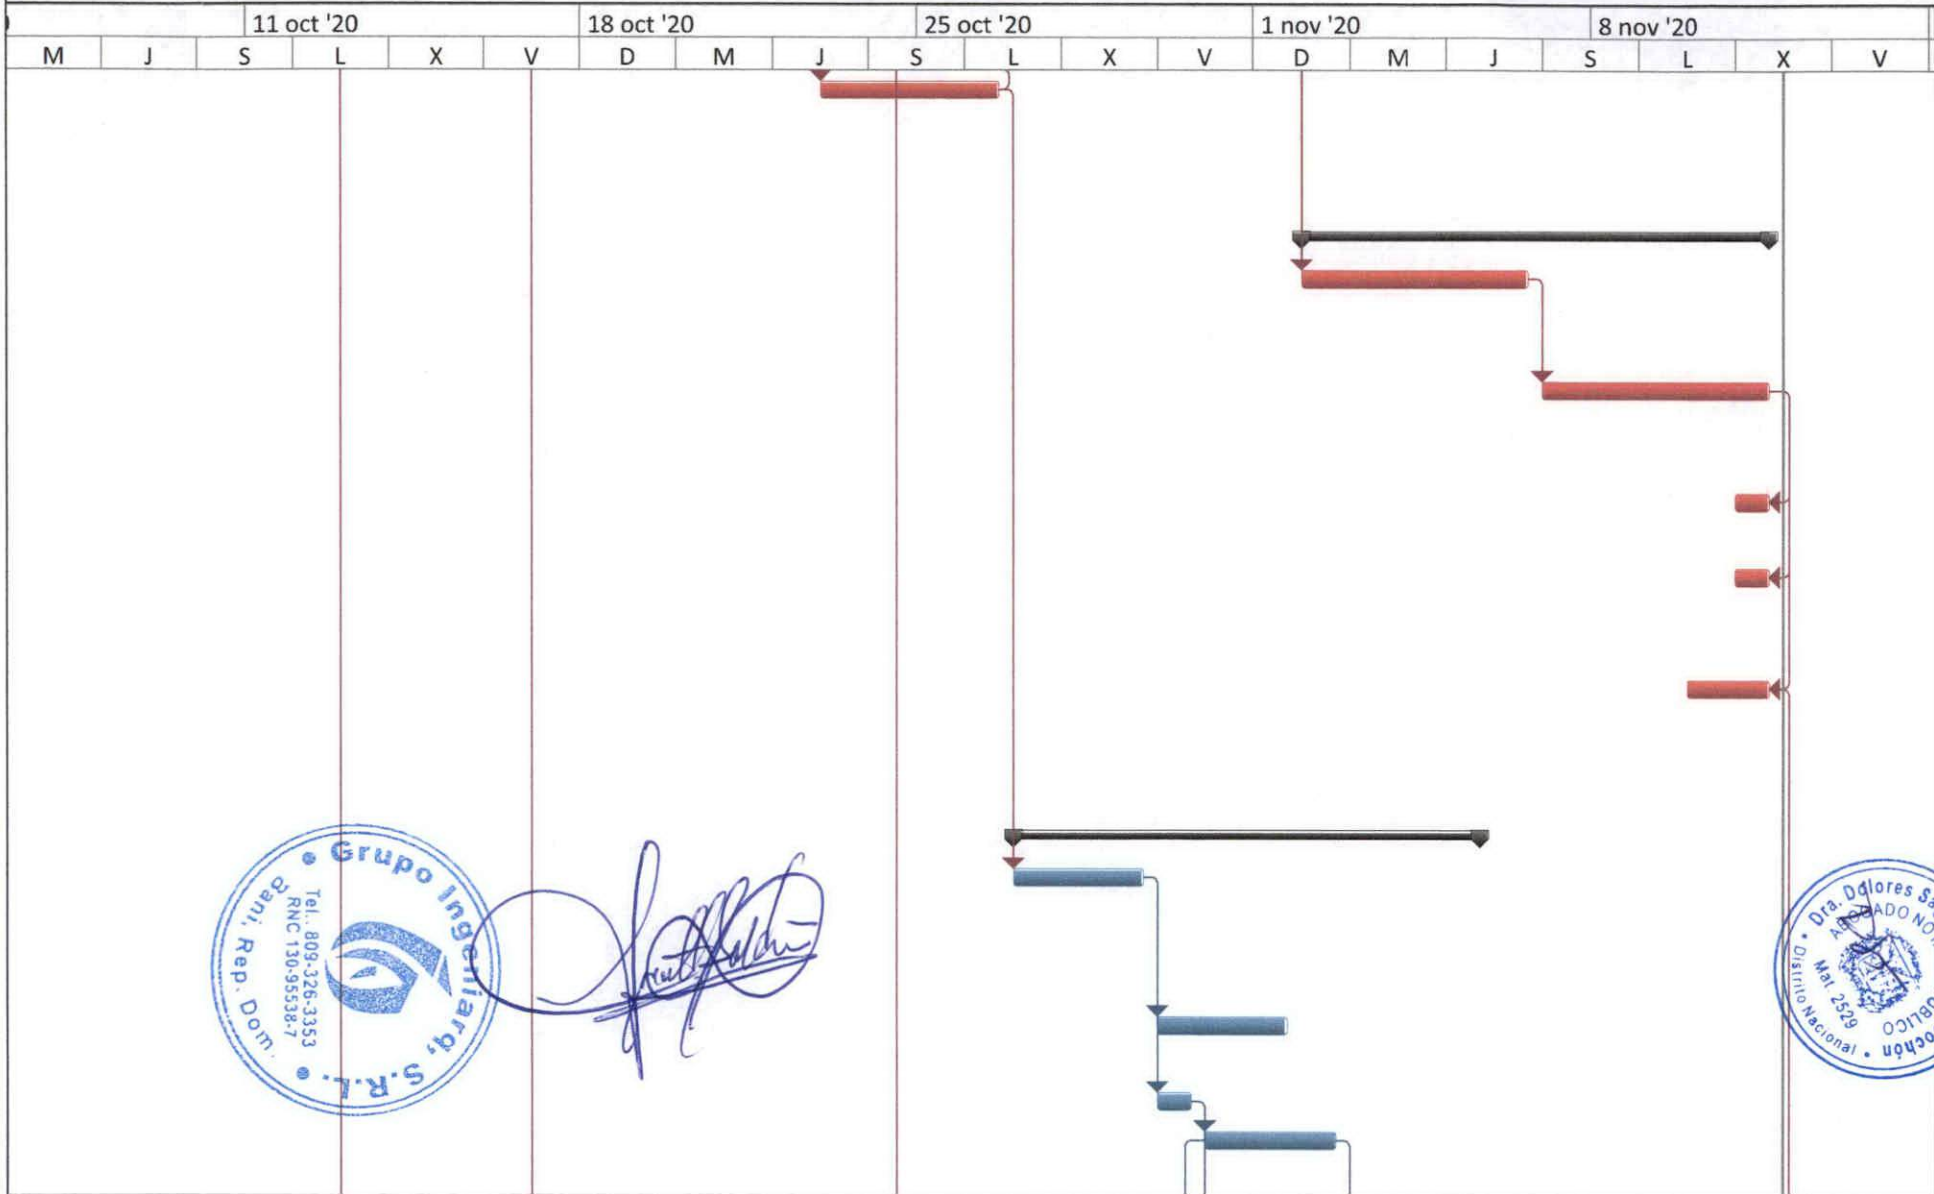 11 oct '20 18 oct '20 25 oct '20 1 nov '20 8 nov '20
M J S L X V D M J S L X V D M J S L X V
Grupo Ingeniarq, S.R.L.
Tel.: 809-326-3353
RNC 130-95538-7
Bani, Rep. Dom.
Dra. Dolores
ABOGADO
PÚBLICO
Mat. 2529
Distrito Nacional